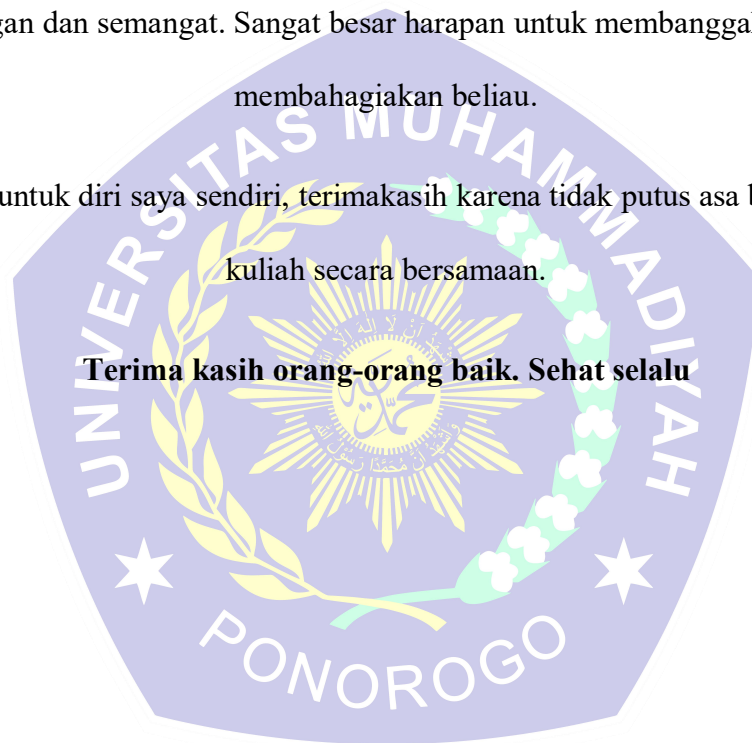 gan dan semangat. Sangat besar harapan untuk membangga
membahagiakan beliau.
untuk diri saya sendiri, terimakasih karena tidak putus asa b
kuliah secara bersamaan.
Terima kasih orang-orang baik. Sehat selalu
UNIVERSITAS MUHAMMADIYAH
PONOROGO